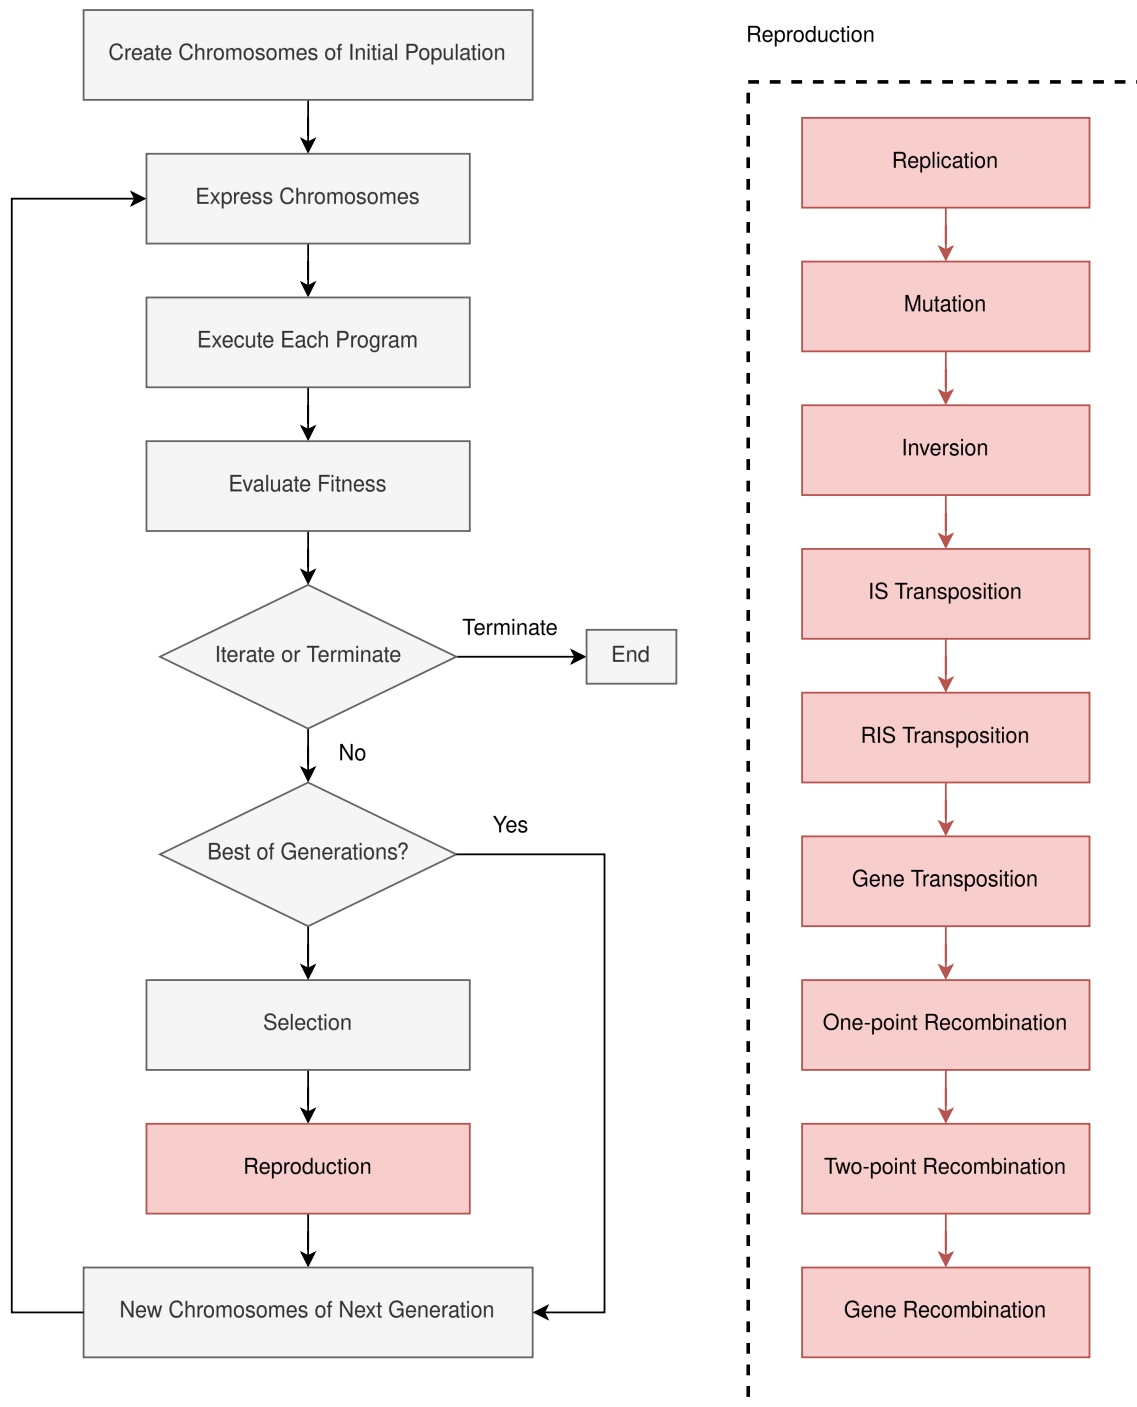 Create Chromosomes of Initial Population
Express Chromosomes
Execute Each Program
Evaluate Fitness
Iterate or Terminate
Terminate
End
No
Best of Generations?
Yes
Selection
Reproduction
New Chromosomes of Next Generation
Reproduction
Replication
Mutation
Inversion
IS Transposition
RIS Transposition
Gene Transposition
One-point Recombination
Two-point Recombination
Gene Recombination